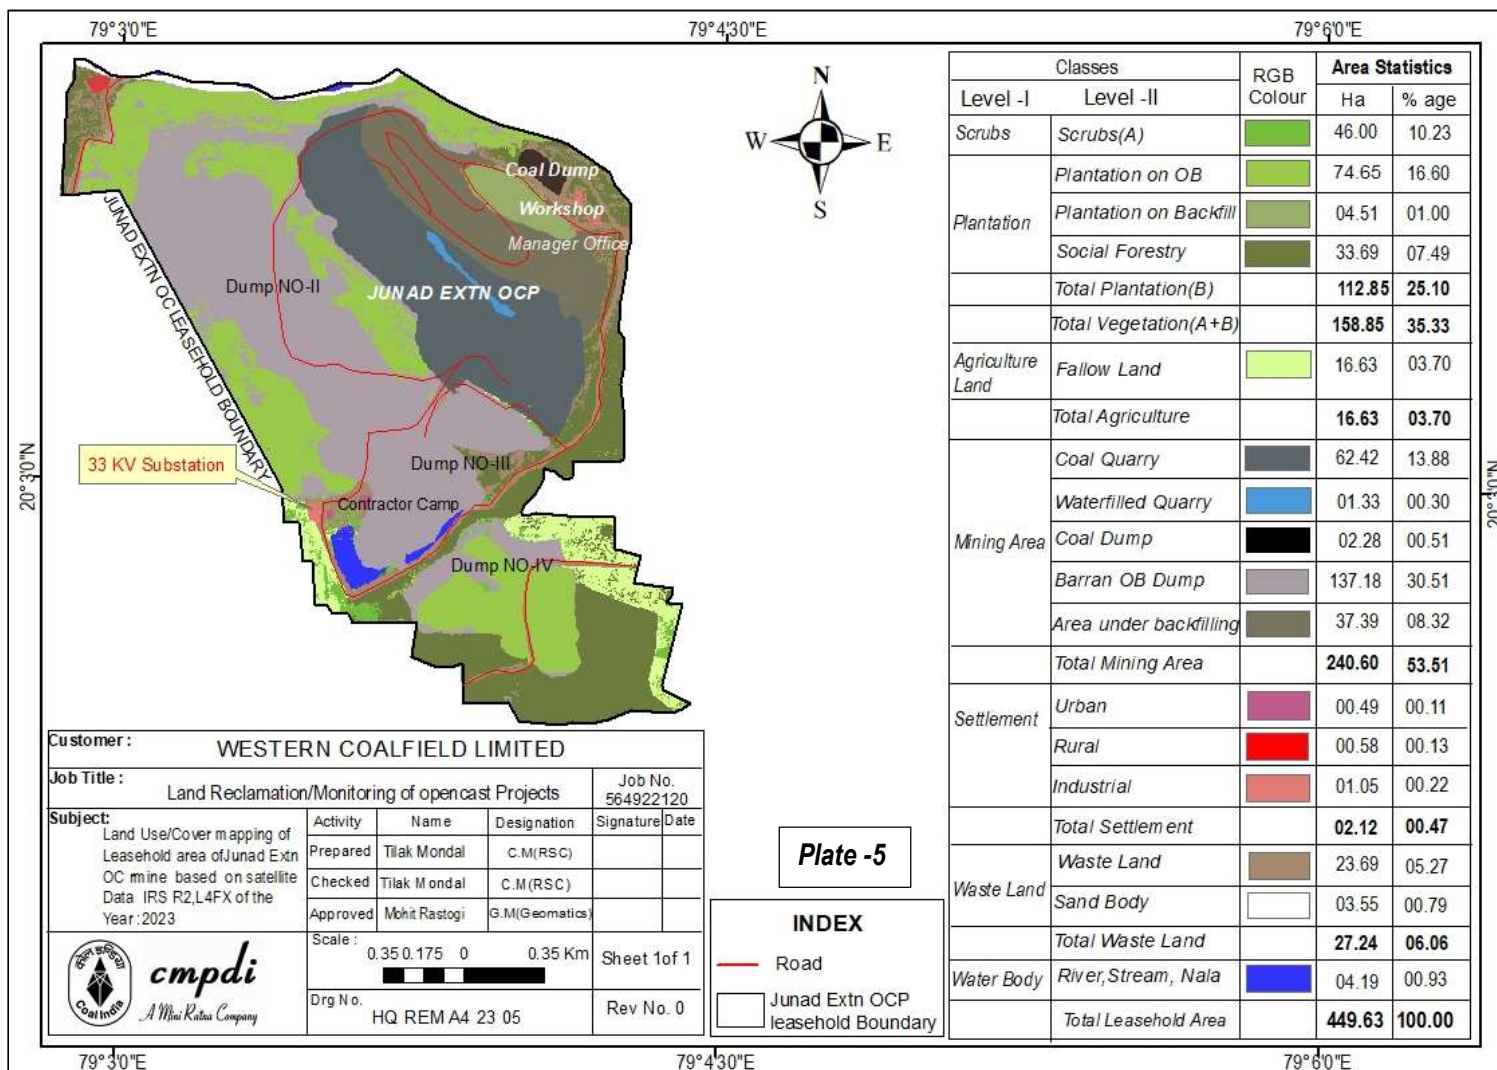 79°3'0"E 79°4'30"E 79°6'0"E
20°3'0"N
20°3'0"N
N
W E
S
Coal Dump
Workshop
Manager Office
Dump NO-II
JUNAD EXTN OCP
JUNAD EXTN OC LEASEHOLD BOUNDARY
33 KV Substation
Dump NO-III
Contractor Camp
Dump NO-IV
Classes RGB Colour Area Statistics
Level -I Level -II Ha % age
Scrubs Scrubs(A) 46.00 10.23
Plantation Plantation on OB 74.65 16.60
Plantation on Backfill 04.51 01.00
Social Forestry 33.69 07.49
Total Plantation(B) 112.85 25.10
Total Vegetation(A+B) 158.85 35.33
Agriculture Land Fallow Land 16.63 03.70
Total Agriculture 16.63 03.70
Mining Area Coal Quarry 62.42 13.88
Waterfilled Quarry 01.33 00.30
Coal Dump 02.28 00.51
Barran OB Dump 137.18 30.51
Area under backfilling 37.39 08.32
Total Mining Area 240.60 53.51
Settlement Urban 00.49 00.11
Rural 00.58 00.13
Industrial 01.05 00.22
Total Settlement 02.12 00.47
Waste Land Waste Land 23.69 05.27
Sand Body 03.55 00.79
Total Waste Land 27.24 06.06
Water Body River,Stream, Nala 04.19 00.93
Total Leasehold Area 449.63 100.00
Customer : WESTERN COALFIELD LIMITED
Job Title : Land Reclamation/Monitoring of opencast Projects
Job No.
564922120
Subject:
Land Use/Cover mapping of
Leasehold area of Junad Extn
OC mine based on satellite
Data IRS R2,L4FX of the
Year :2023
Activity Name Designation Signature Date
Prepared Tilak Mondal C.M(RSC)
Checked Tilak Mondal C.M(RSC)
Approved Mohit Rastogi G.M(Geomatics)
कोल इण्डिया
Coal India
cmpdi
A Mini Ratna Company
Scale :
0.35 0.175 0 0.35 Km
Sheet 1of 1
Drg No.
HQ REM A4 23 05
Rev No. 0
Plate -5
INDEX
Road
Junad Extn OCP
leasehold Boundary
79°3'0"E 79°4'30"E 79°6'0"E